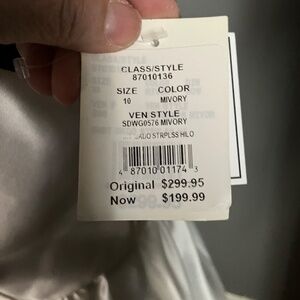 CLASS/STYLE
87010136
SIZE COLOR
10 MIVORY
VEN STYLE
SDWG0576 MIVORY
STRPLSS HILO
4 87010 01174 3
Original $299.95
Now $199.99